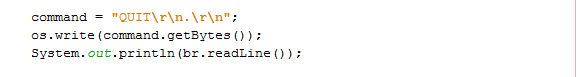 command = "QUIT\r\n.\r\n";
os.write(command.getBytes());
System.out.println(br.readLine());